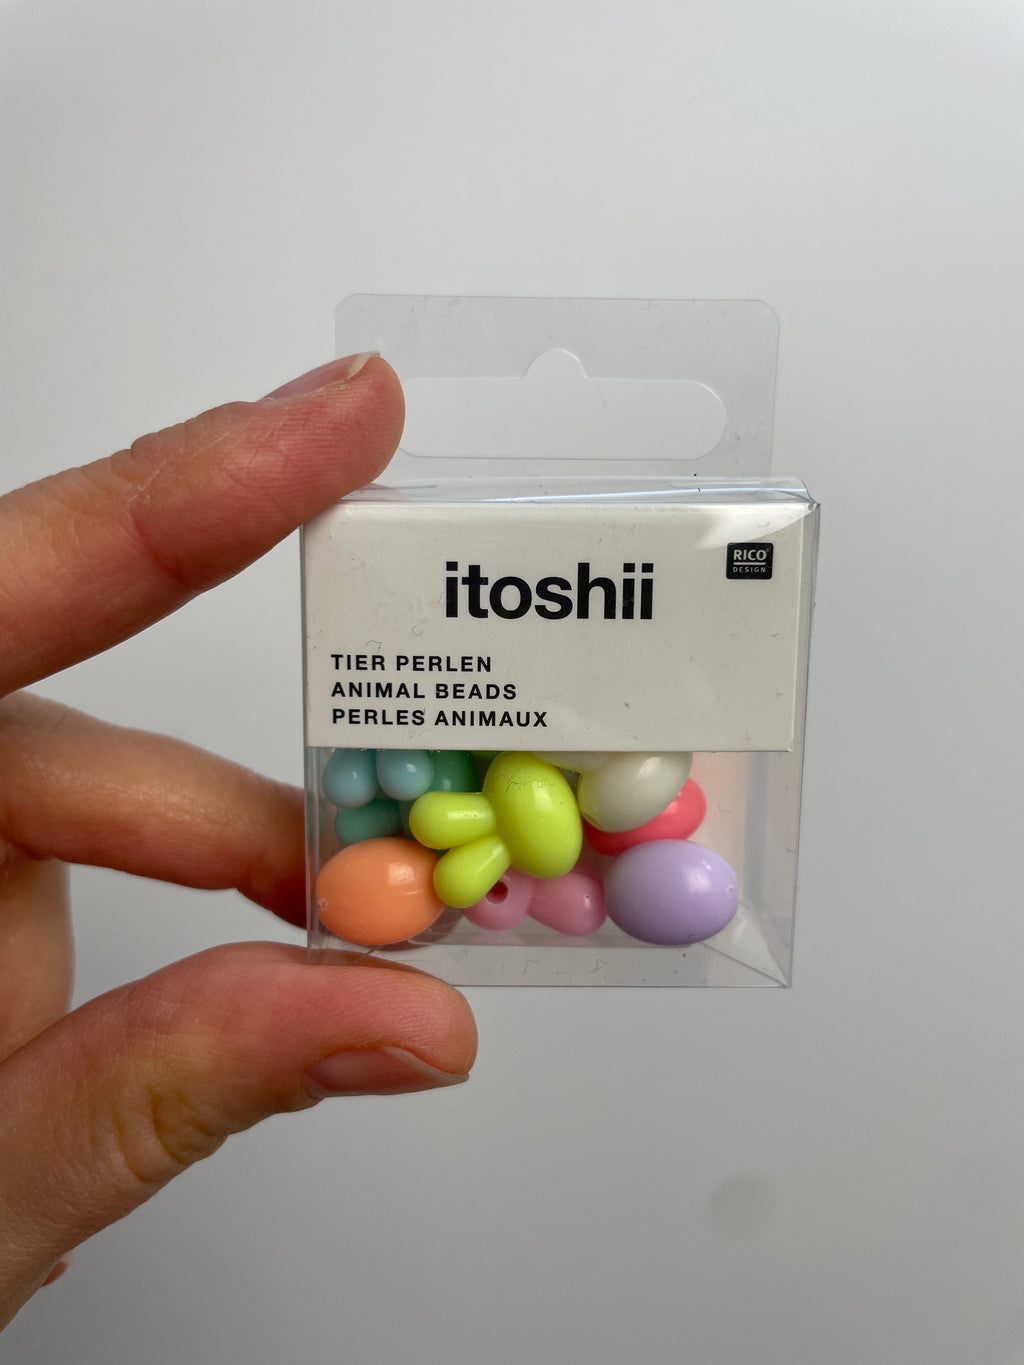 itoshii
RICO
DESIGN
TIER PERLEN
ANIMAL BEADS
PERLES ANIMAUX